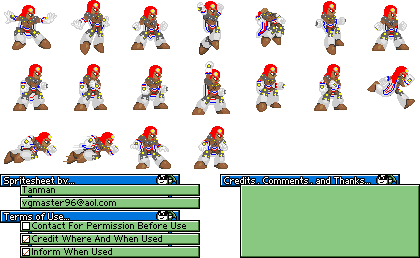 Spritesheet by...
Tanman
vgmaster96@aol.com
Terms of Use...
Contact For Permission Before Use
Credit Where And When Used
Inform When Used
Credits, Comments, and Thanks...